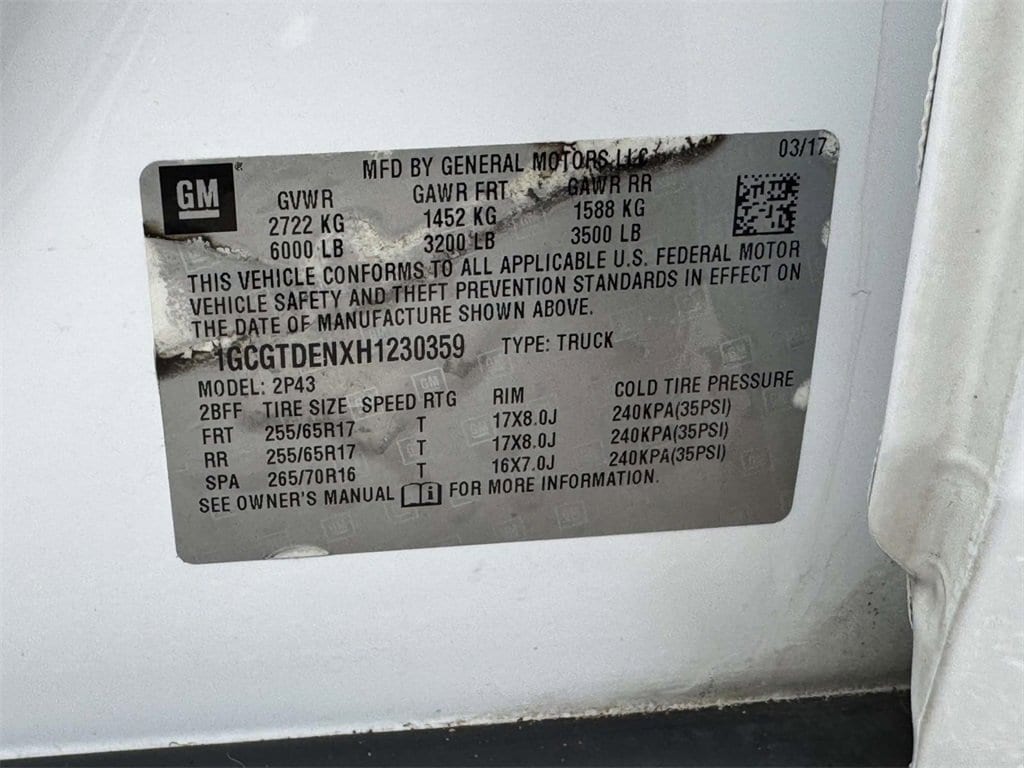 GM
MFD BY GENERAL MOTORS LLC 03/17
GVWR GAWR FRT GAWR RR
2722 KG 1452 KG 1588 KG
6000 LB 3200 LB 3500 LB
THIS VEHICLE CONFORMS TO ALL APPLICABLE U.S. FEDERAL MOTOR
VEHICLE SAFETY AND THEFT PREVENTION STANDARDS IN EFFECT ON
THE DATE OF MANUFACTURE SHOWN ABOVE.
1GCGTDENXH1230359 TYPE: TRUCK
MODEL: 2P43
2BFF TIRE SIZE SPEED RTG RIM COLD TIRE PRESSURE
FRT 255/65R17 T 17X8.0J 240KPA(35PSI)
RR 255/65R17 T 17X8.0J 240KPA(35PSI)
SPA 265/70R16 T 16X7.0J 240KPA(35PSI)
SEE OWNER'S MANUAL i FOR MORE INFORMATION.